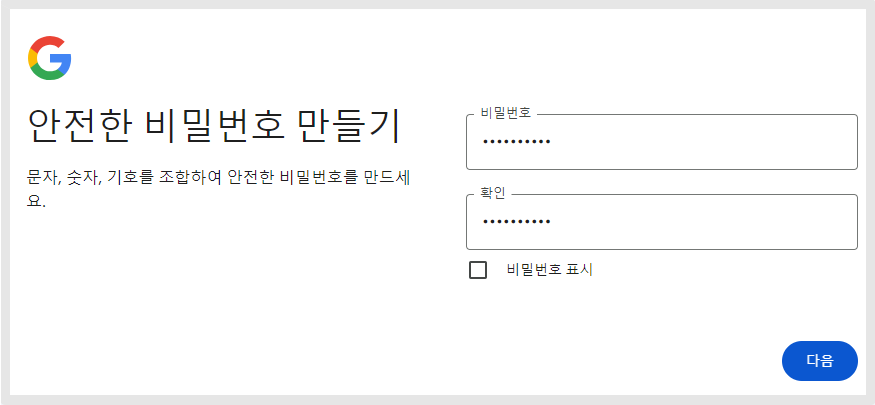 안전한 비밀번호 만들기
문자, 숫자, 기호를 조합하여 안전한 비밀번호를 만드세
요.
비밀번호
••••••••••
확인
••••••••••
비밀번호 표시
다음